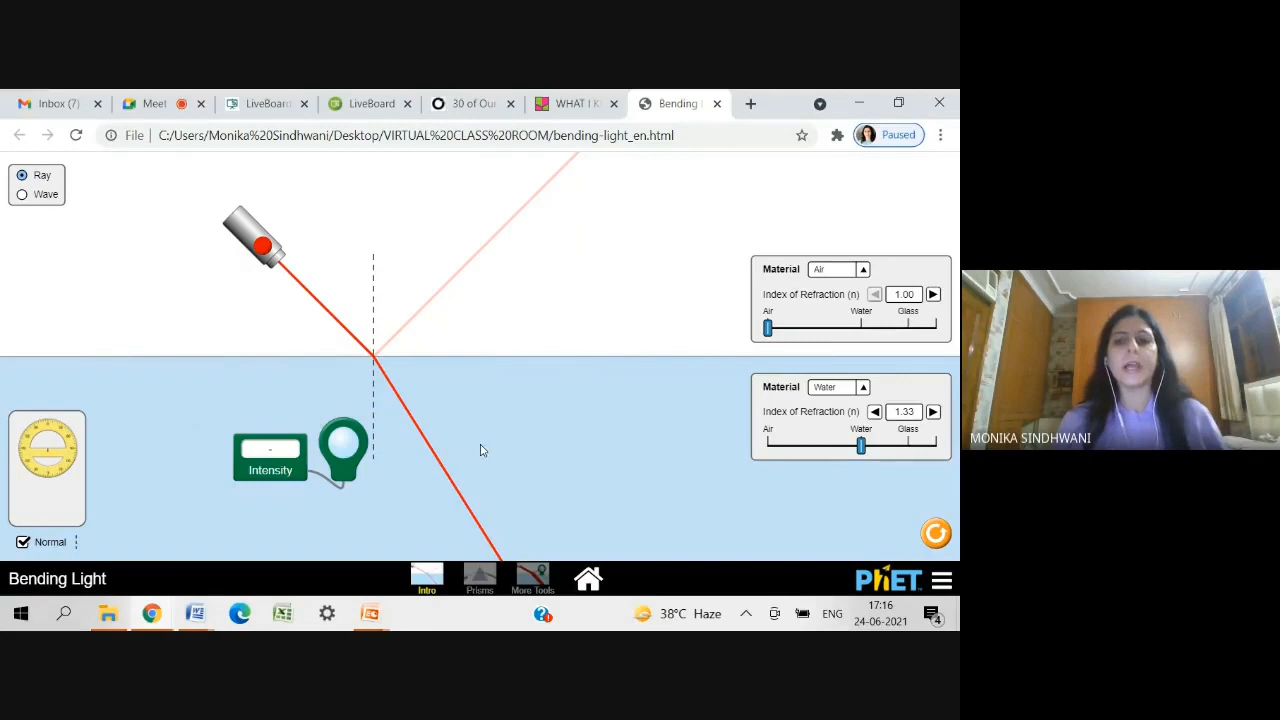 Inbox (7)
Meet
LiveBoard
LiveBoard
30 of Ou
WHAT I K
Bending
File
C:/Users/Monika%20Sindhwani/Desktop/VIRTUAL%20CLASS%20ROOM/bending-light_en.html
Paused
Ray
Wave
Material
Air
Index of Refraction (n)
1.00
Air
Water
Glass
Material
Water
Index of Refraction (n)
1.33
Air
Water
Glass
-
Intensity
Normal
MONIKA SINDHWANI
Bending Light
Intro
Prisms
More Tools
PhET
38°C Haze
ENG
17:16
24-06-2021
4